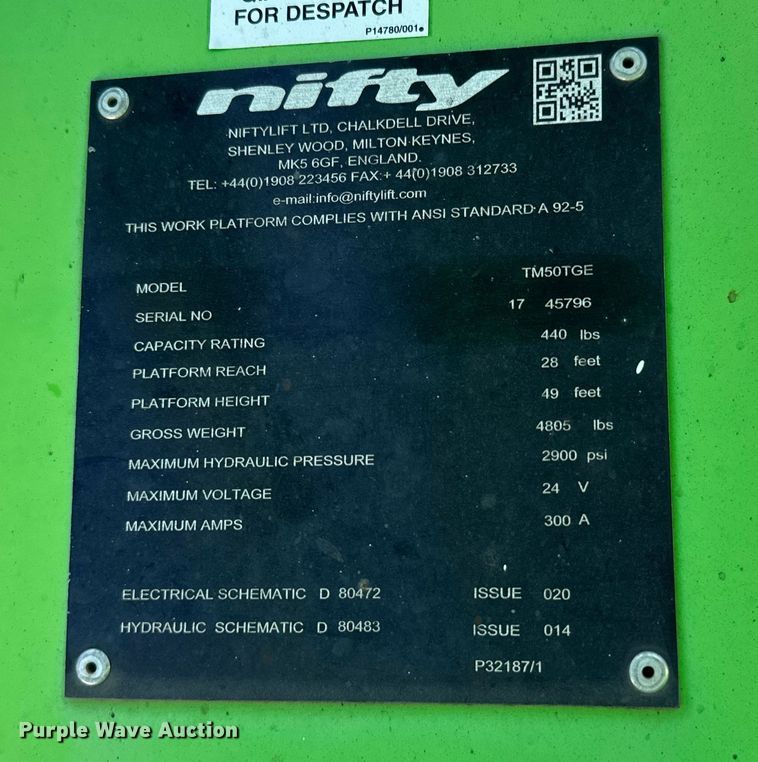 FOR DESPATCH
P14780/001
nifty
NIFTYLIFT LTD, CHALKDELL DRIVE,
SHENLEY WOOD, MILTON KEYNES,
MK5 6GF, ENGLAND.
TEL: +44(0)1908 223456 FAX:+ 44(0)1908 312733
e-mail:info@niftylift.com
THIS WORK PLATFORM COMPLIES WITH ANSI STANDARD A 92-5
MODEL TM50TGE
SERIAL NO 17 45796
CAPACITY RATING 440 lbs
PLATFORM REACH 28 feet
PLATFORM HEIGHT 49 feet
GROSS WEIGHT 4805 lbs
MAXIMUM HYDRAULIC PRESSURE 2900 psi
MAXIMUM VOLTAGE 24 V
MAXIMUM AMPS 300 A
ELECTRICAL SCHEMATIC D 80472 ISSUE 020
HYDRAULIC SCHEMATIC D 80483 ISSUE 014
P32187/1
Purple Wave Auction